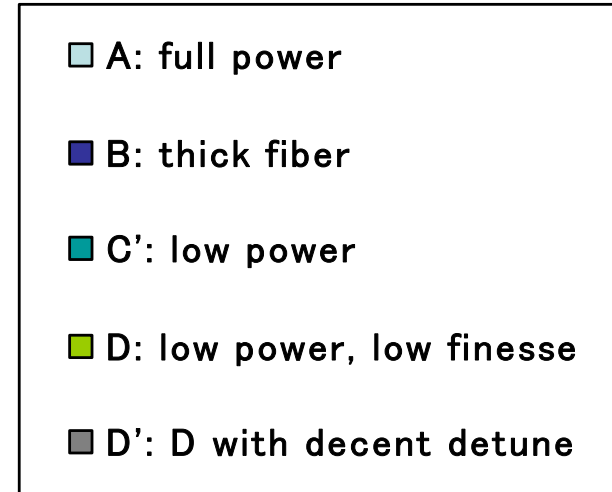 A: full power
B: thick fiber
C’: low power
D: low power, low finesse
D’: D with decent detune